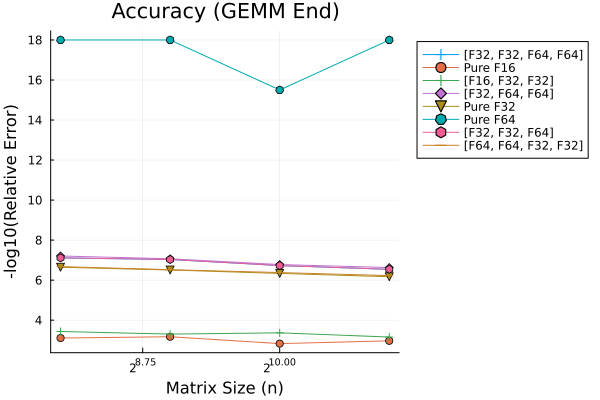 Accuracy (GEMM End)
18
16
14
12
10
8
6
4
-log10(Relative Error)
2^8.75
2^10.00
Matrix Size (n)
[F32, F32, F64, F64]
Pure F16
[F16, F32, F32]
[F32, F64, F64]
Pure F32
Pure F64
[F32, F32, F64]
[F64, F64, F32, F32]